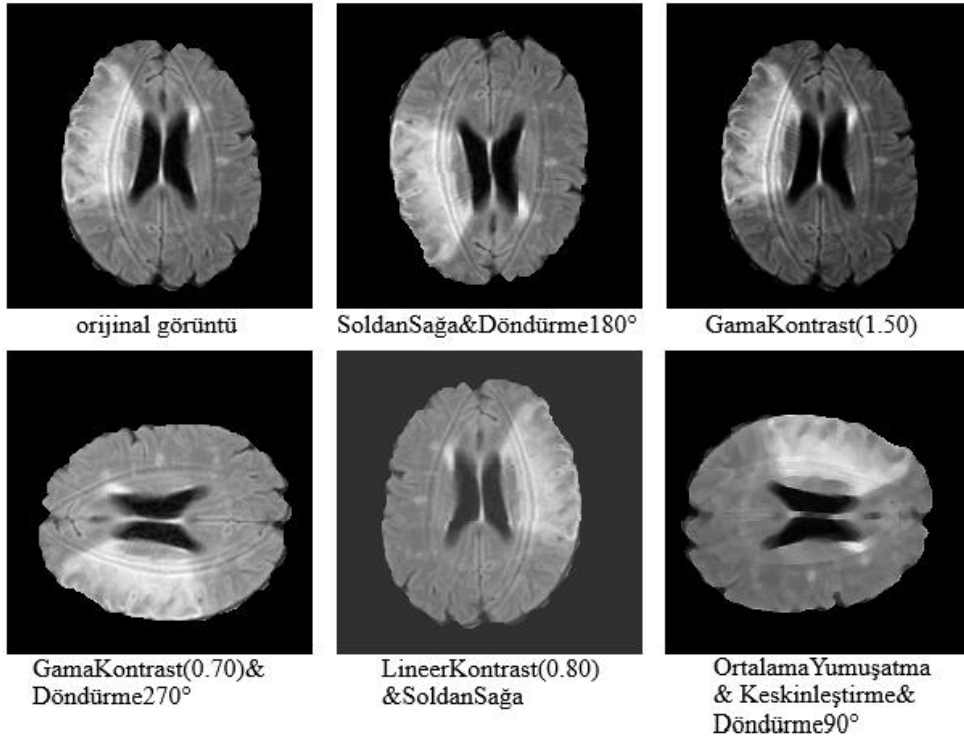 orijinal görüntü
SoldanSağa&Döndürme180°
GamaKontrast(1.50)
GamaKontrast(0.70)&
Döndürme270°
LineerKontrast(0.80)
&SoldanSağa
OrtalamaYumuşatma
& Keskinleştirme&
Döndürme90°